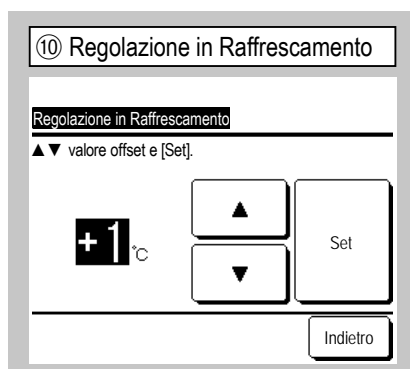 ⑩ Regolazione in Raffrescamento
Regolazione in Raffrescamento
▲▼ valore offset e [Set].
▲
+1°C
Set
▼
Indietro